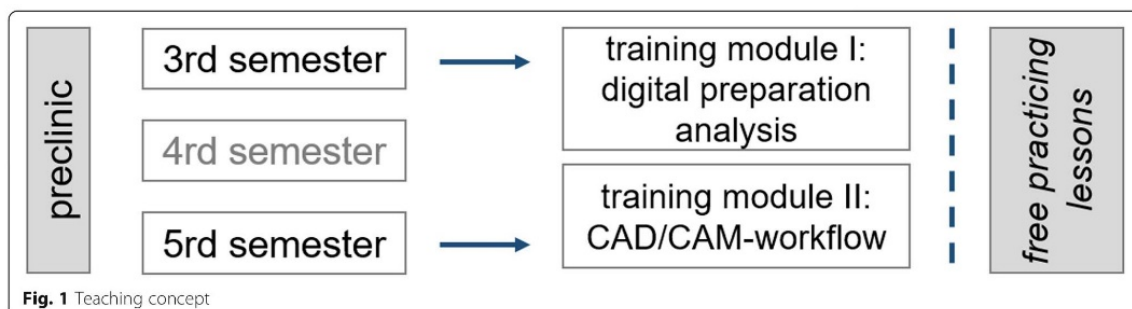 preclinic
3rd semester
4rd semester
5rd semester
training module I:
digital preparation
analysis
training module II:
CAD/CAM-workflow
free practicing
lessons
Fig. 1 Teaching concept